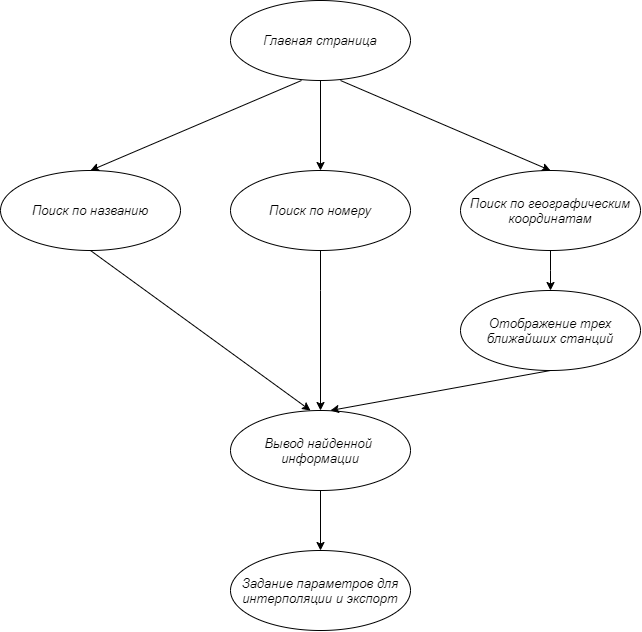 Главная страница
Поиск по названию
Поиск по номеру
Поиск по географическим
координатам
Отображение трех
ближайших станций
Вывод найденной
информации
Задание параметров для
интерполяции и экспорт